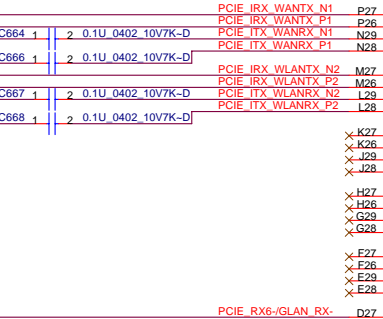 PCIE_IRX_WANTX_N1 P27
PCIE_IRX_WANTX_P1 P26
C664 1 2 0.1U_0402_10V7K~D PCIE_ITX_WANRX_N1 N29
PCIE_ITX_WANRX_P1 N28
C666 1 2 0.1U_0402_10V7K~D
PCIE_IRX_WLANTX_N2 M27
PCIE_IRX_WLANTX_P2 M26
C667 1 2 0.1U_0402_10V7K~D PCIE_ITX_WLANRX_N2 L29
PCIE_ITX_WLANRX_P2 L28
C668 1 2 0.1U_0402_10V7K~D
K27
K26
J29
J28
H27
H26
G29
G28
F27
F26
E29
E28
PCIE_RX6-/GLAN_RX- D27